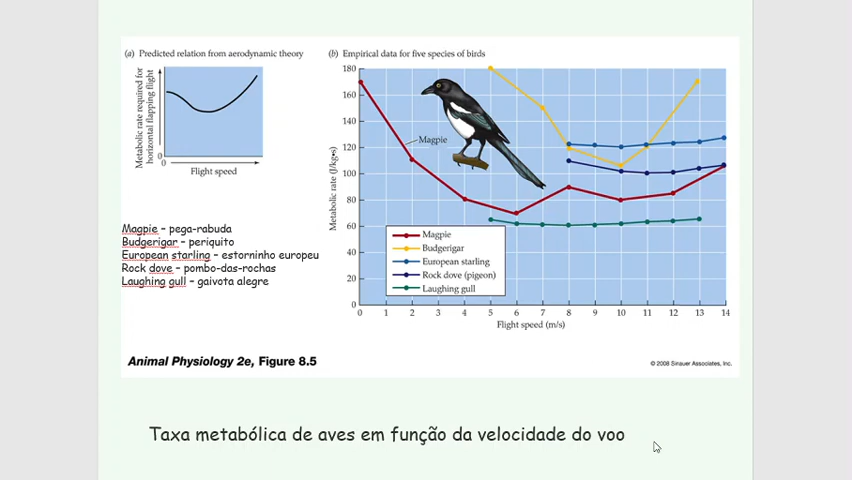 (a) Predicted relation from aerodynamic theory
Metabolic rate required for
horizontal flapping flight
0
0
Flight speed
Magpie – pega-rabuda
Budgerigar – periquito
European starling – estorninho europeu
Rock dove – pombo-das-rochas
Laughing gull – gaivota alegre
(b) Empirical data for five species of birds
Metabolic rate (J/kg•s)
180
160
140
120
100
80
60
40
20
0
Magpie
Magpie
Budgerigar
European starling
Rock dove (pigeon)
Laughing gull
0 1 2 3 4 5 6 7 8 9 10 11 12 13 14
Flight speed (m/s)
Animal Physiology 2e, Figure 8.5
© 2008 Sinauer Associates, Inc.
Taxa metabólica de aves em função da velocidade do voo